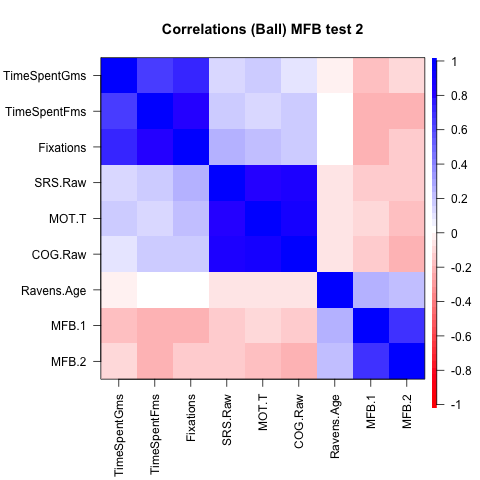 Correlations (Ball) MFB test 2
TimeSpentGms
TimeSpentFms
Fixations
SRS.Raw
MOT.T
COG.Raw
Ravens.Age
MFB.1
MFB.2
1
0.8
0.6
0.4
0.2
0
-0.2
-0.4
-0.6
-0.8
-1
TimeSpentGms
TimeSpentFms
Fixations
SRS.Raw
MOT.T
COG.Raw
Ravens.Age
MFB.1
MFB.2